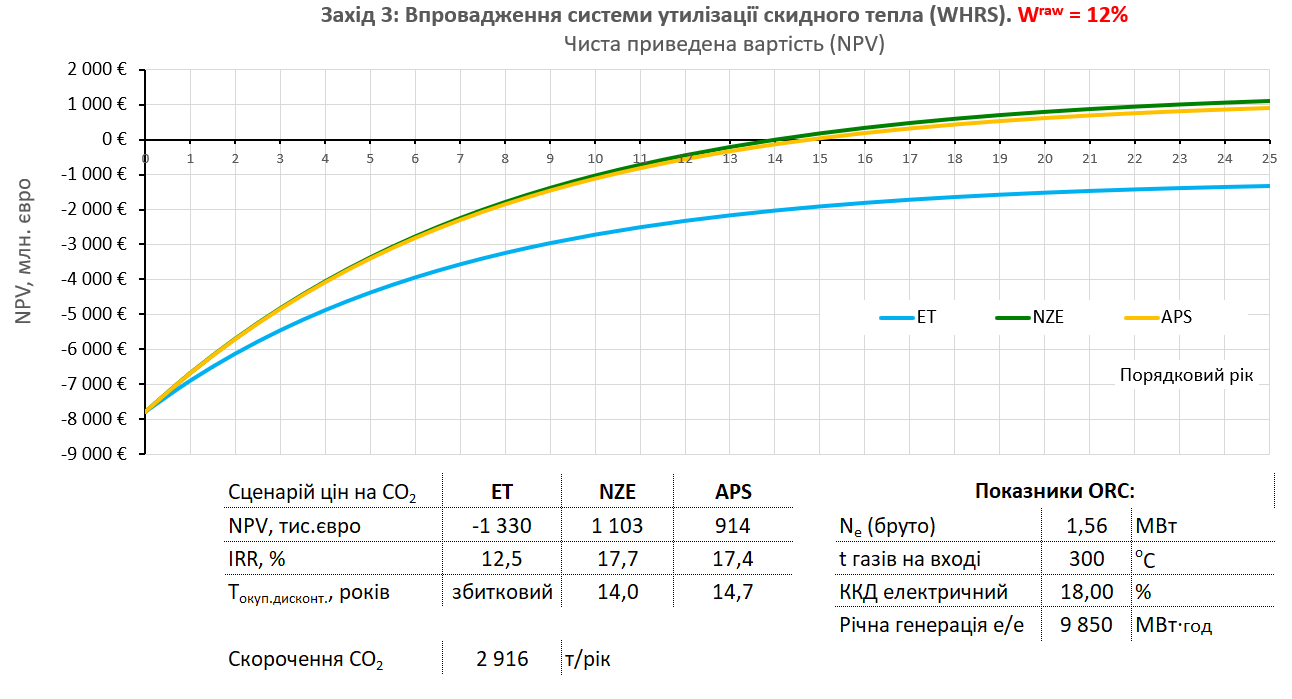 Захід 3: Впровадження системи утилізації скидного тепла (WHRS). Wʳᵃʷ = 12%
Чиста приведена вартість (NPV)
NPV, млн. євро
2 000 €
1 000 €
0 €
-1 000 €
-2 000 €
-3 000 €
-4 000 €
-5 000 €
-6 000 €
-7 000 €
-8 000 €
-9 000 €
0 1 2 3 4 5 6 7 8 9 10 11 12 13 14 15 16 17 18 19 20 21 22 23 24 25
ET NZE APS
Порядковий рік
Сценарій цін на CO₂ ET NZE APS
NPV, тис.євро -1 330 1 103 914
IRR, % 12,5 17,7 17,4
Tокуп.дисконт., років збитковий 14,0 14,7
Скорочення CO₂ 2 916 т/рік
Показники ORC:
Nₑ (бруто) 1,56 МВт
t газів на вході 300 °C
ККД електричний 18,00 %
Річна генерація е/е 9 850 МВт·год